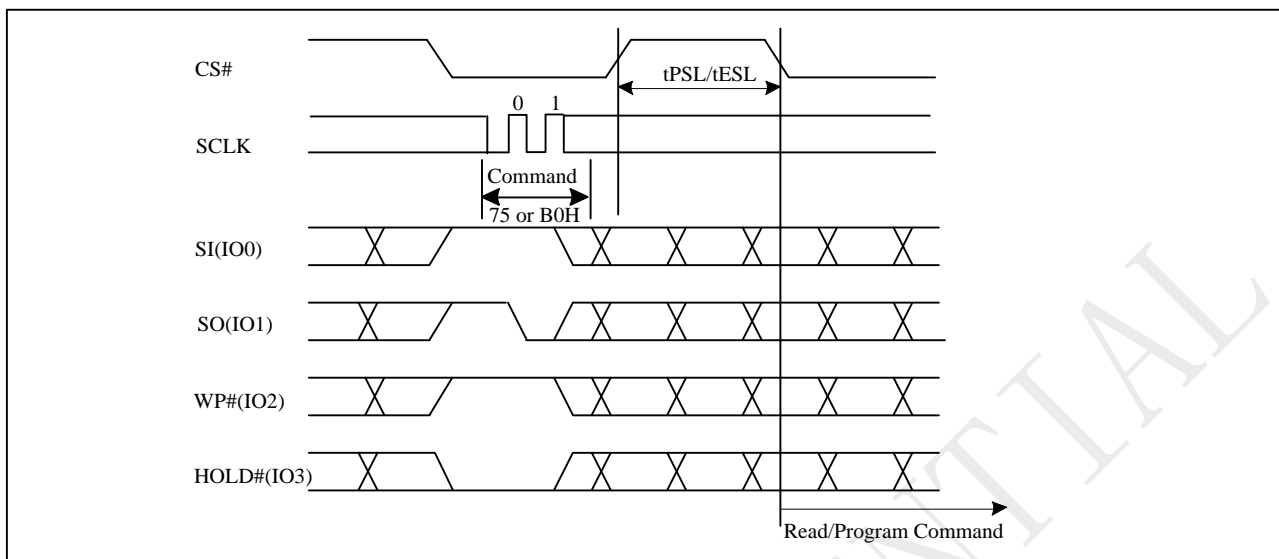 CS#
tPSL/tESL
0 1
SCLK
Command
75 or B0H
SI(IO0)
SO(IO1)
WP#(IO2)
HOLD#(IO3)
Read/Program Command
NTIAL